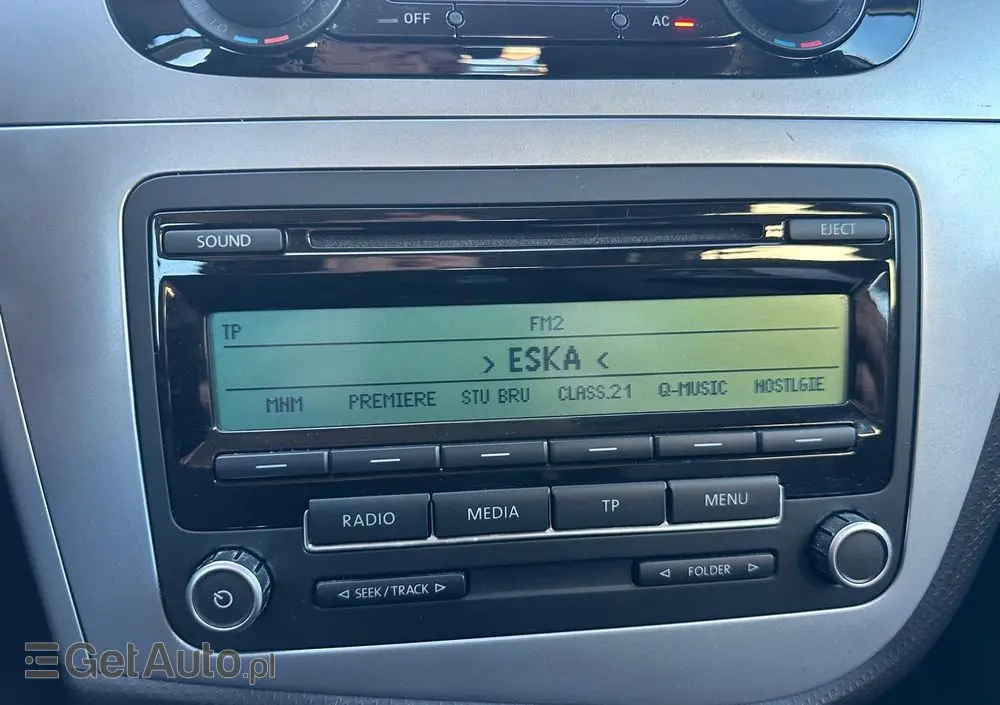 OFF AC
SOUND EJECT
TP FM2
> ESKA <
MNM PREMIERE STU BRU CLASS.21 Q-MUSIC NOSTLGIE
RADIO MEDIA TP MENU
◁ SEEK/TRACK ▷ ◁ FOLDER ▷
GetAuto.pl